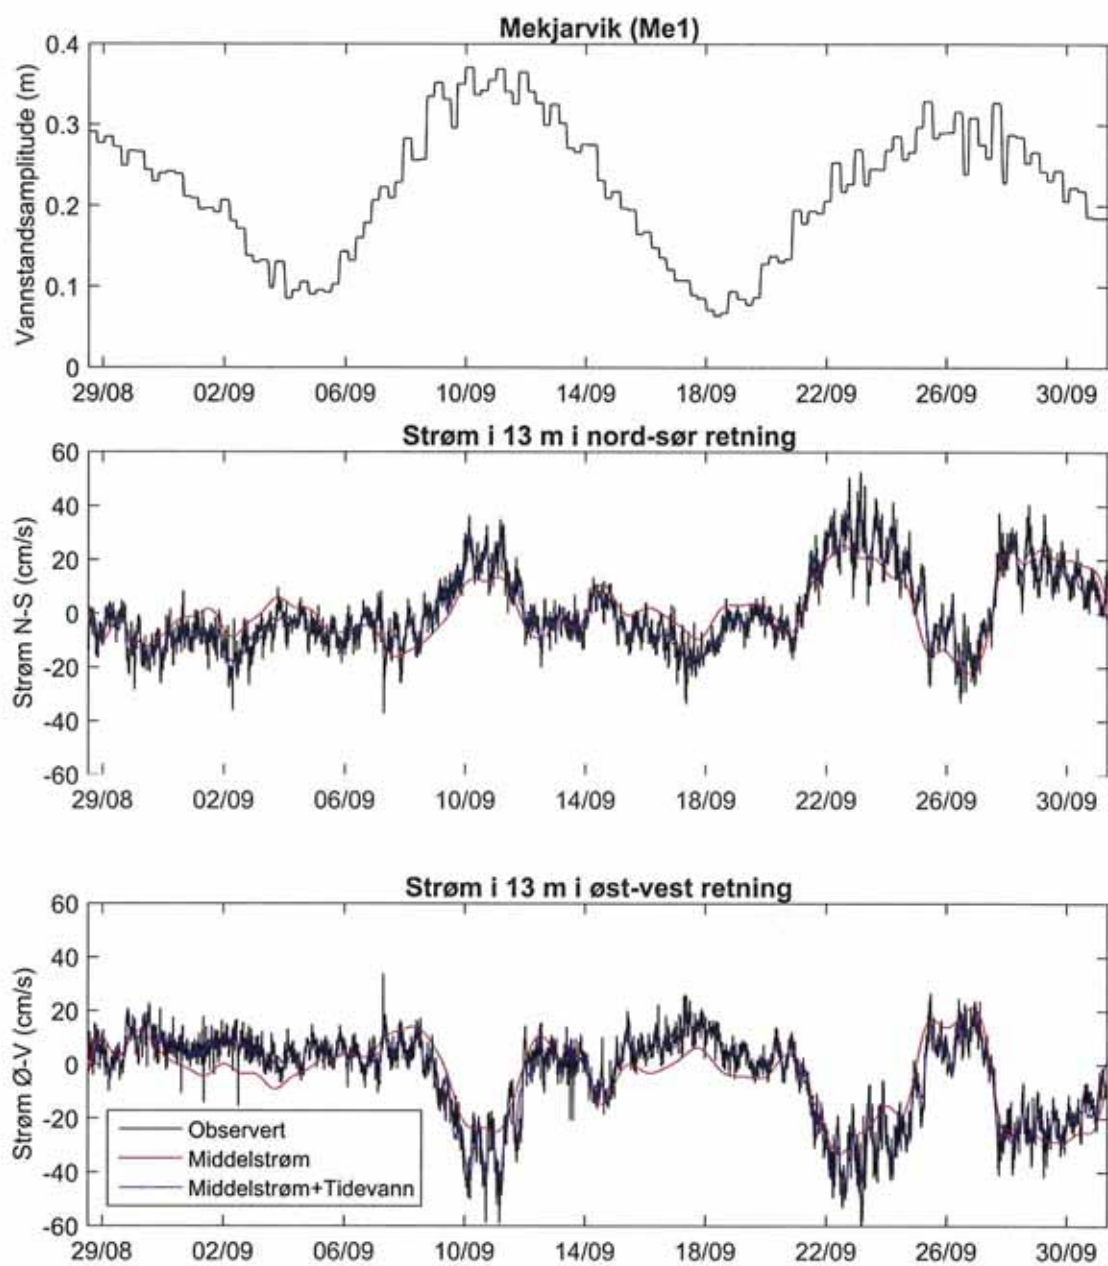 Mekjarvik (Me1)
Vannstandsamplitude (m)
0.4
0.3
0.2
0.1
0
29/08 02/09 06/09 10/09 14/09 18/09 22/09 26/09 30/09
Strøm i 13 m i nord-sør retning
Strøm N-S (cm/s)
60
40
20
0
-20
-40
-60
29/08 02/09 06/09 10/09 14/09 18/09 22/09 26/09 30/09
Strøm i 13 m i øst-vest retning
Strøm Ø-V (cm/s)
60
40
20
0
-20
-40
-60
Observert
Middelstrøm
Middelstrøm+Tidevann
29/08 02/09 06/09 10/09 14/09 18/09 22/09 26/09 30/09